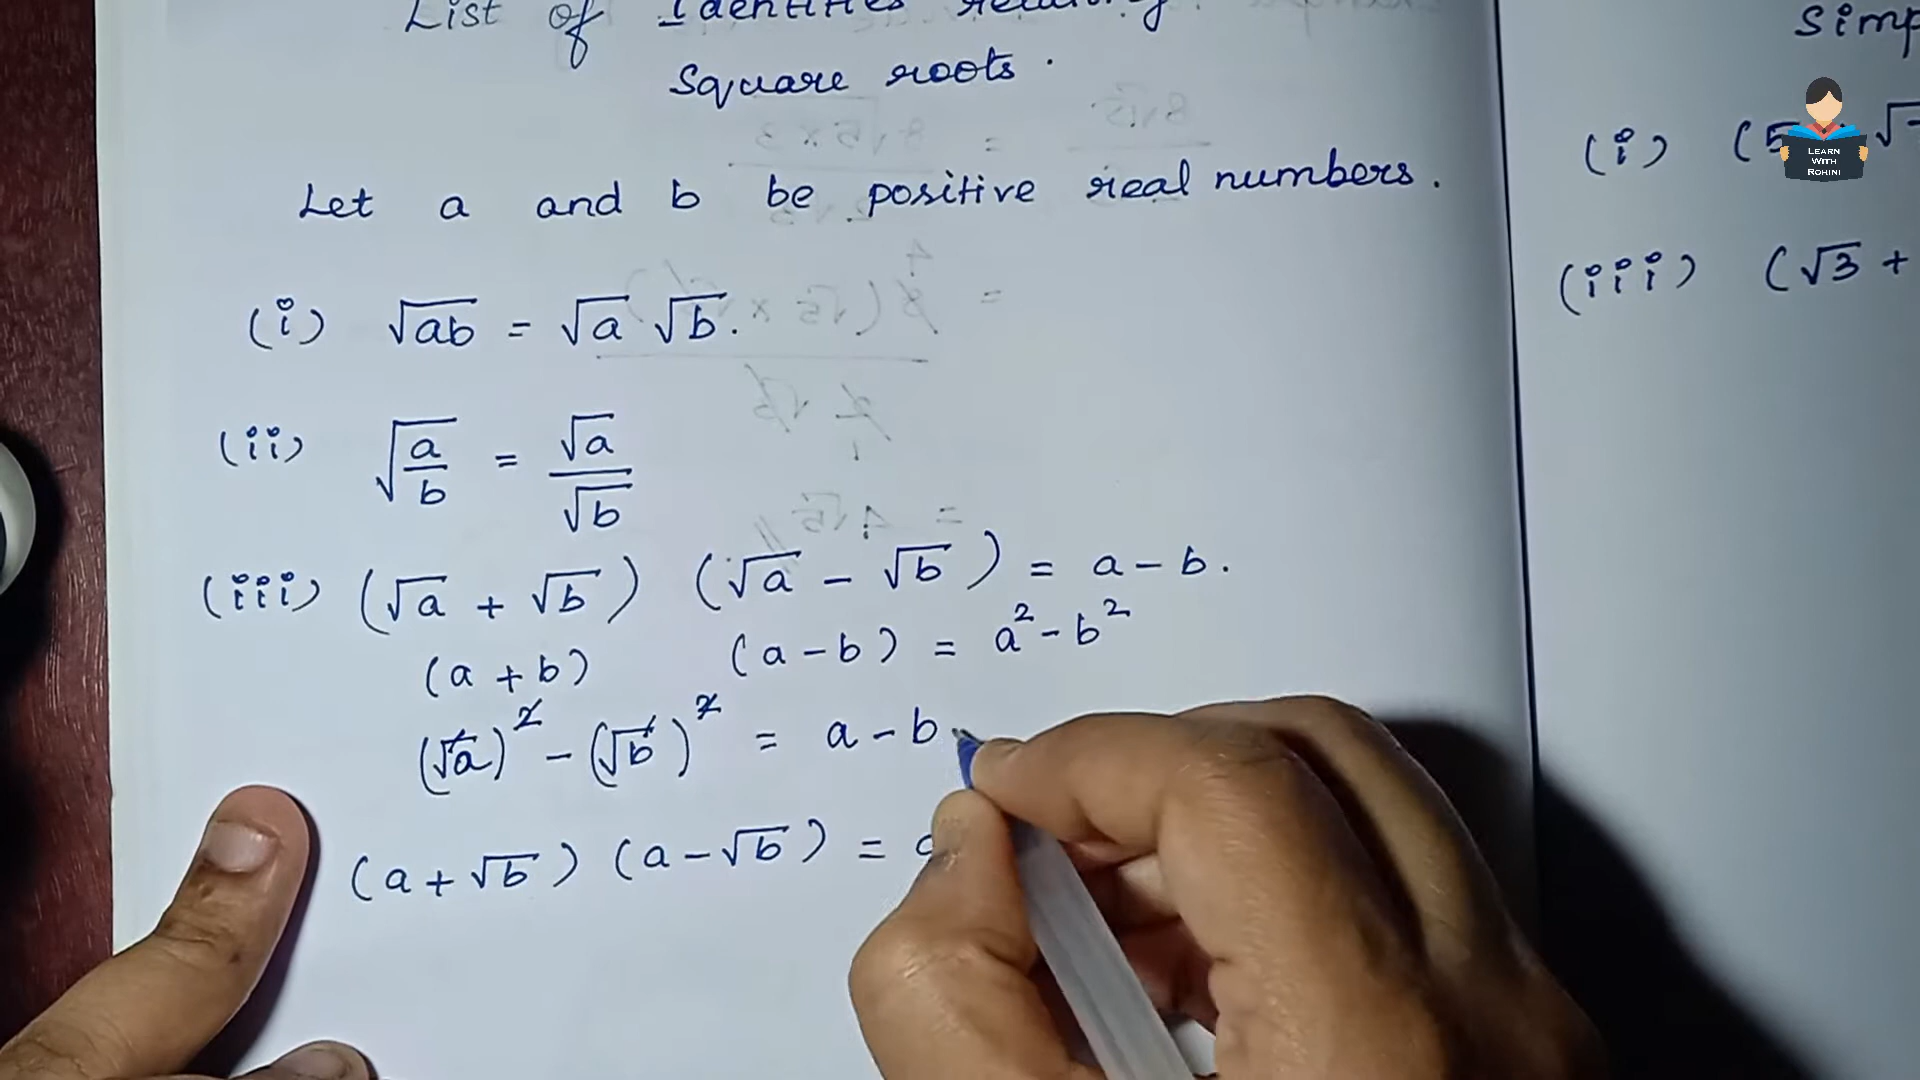 List of Identities relating
Square roots.
Let a and b be positive real numbers.
(i) √ab = √a √b.
(ii) √(a/b) = √a/√b
(iii) (√a + √b) (√a - √b) = a - b.
(a + b) (a - b) = a² - b²
(√a)² - (√b)² = a - b
(a + √b) (a - √b) =
Simp
(i) (5 √
(iii) (√3 +
LEARN
WITH
ROHINI